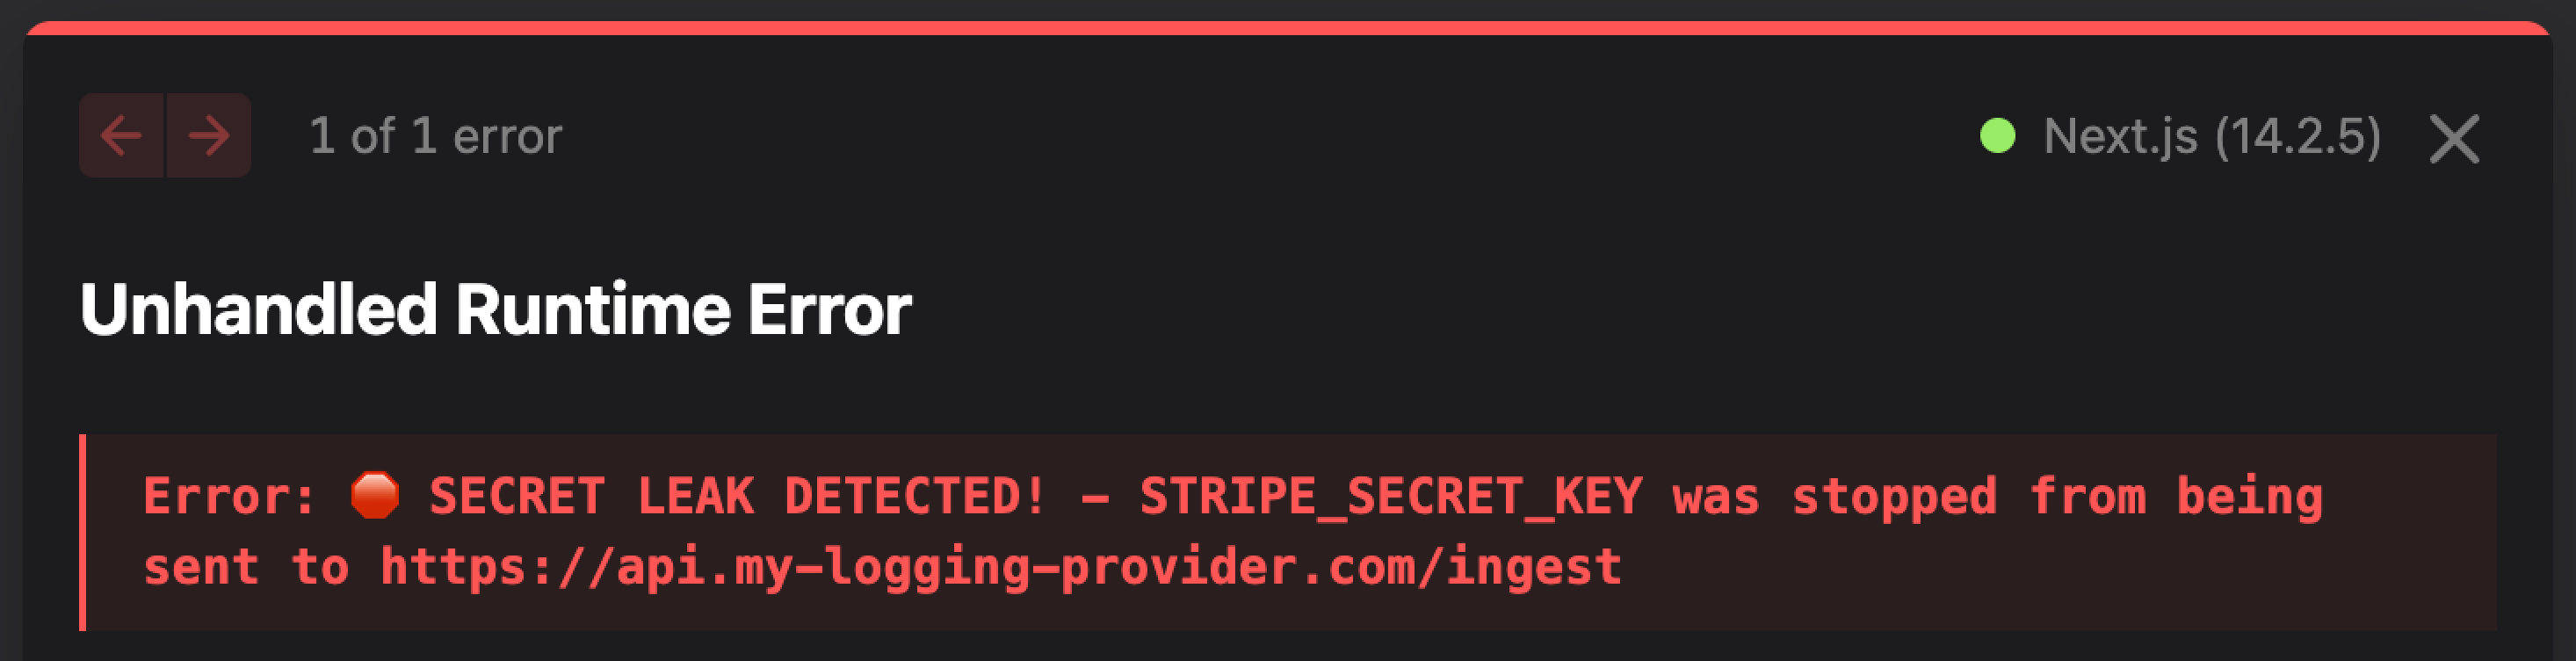 1 of 1 error
Next.js (14.2.5)
Unhandled Runtime Error
Error: 🛑 SECRET LEAK DETECTED! – STRIPE_SECRET_KEY was stopped from being
sent to https://api.my-logging-provider.com/ingest